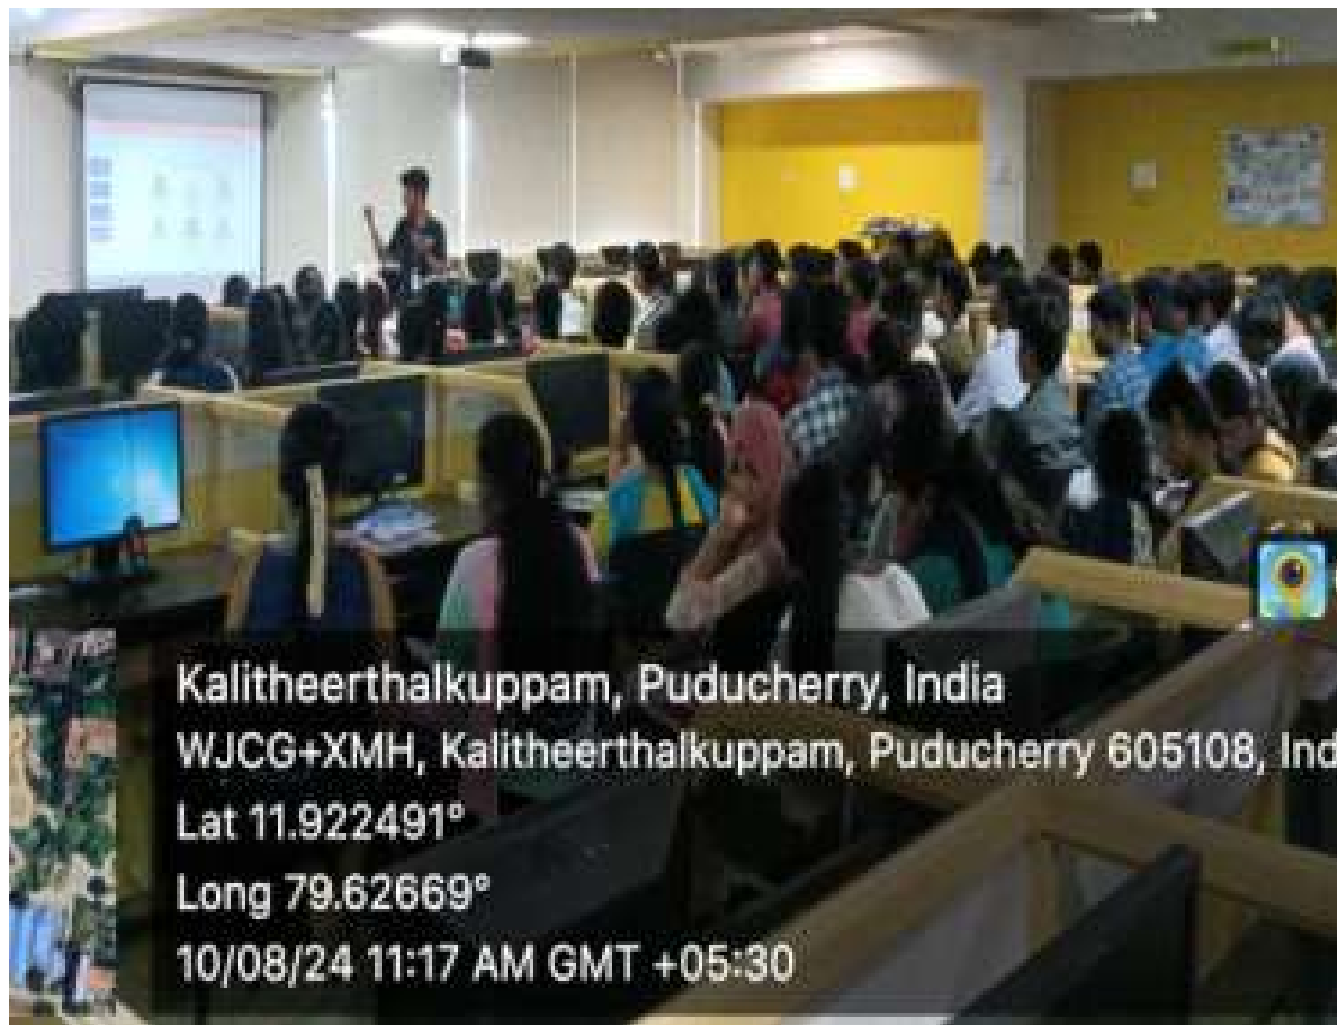 Kalitheerthalkuppam, Puducherry, India
WJCG+XMH, Kalitheerthalkuppam, Puducherry 605108, Ind
Lat 11.922491°
Long 79.62669°
10/08/24 11:17 AM GMT +05:30